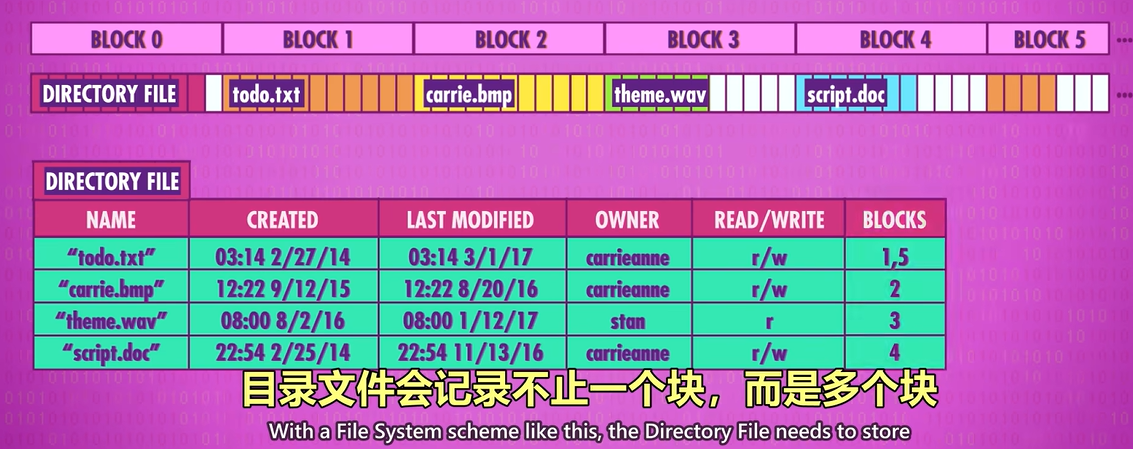 BLOCK 0 BLOCK 1 BLOCK 2 BLOCK 3 BLOCK 4 BLOCK 5
DIRECTORY FILE todo.txt carrie.bmp theme.wav script.doc
DIRECTORY FILE
NAME CREATED LAST MODIFIED OWNER READ/WRITE BLOCKS
“todo.txt” 03:14 2/27/14 03:14 3/1/17 carrieanne r/w 1,5
“carrie.bmp” 12:22 9/12/15 12:22 8/20/16 carrieanne r/w 2
“theme.wav” 08:00 8/2/16 08:00 1/12/17 stan r 3
“script.doc” 22:54 2/25/14 22:54 11/13/16 carrieanne r/w 4
目录文件会记录不止一个块，而是多个块
With a File System scheme like this, the Directory File needs to store